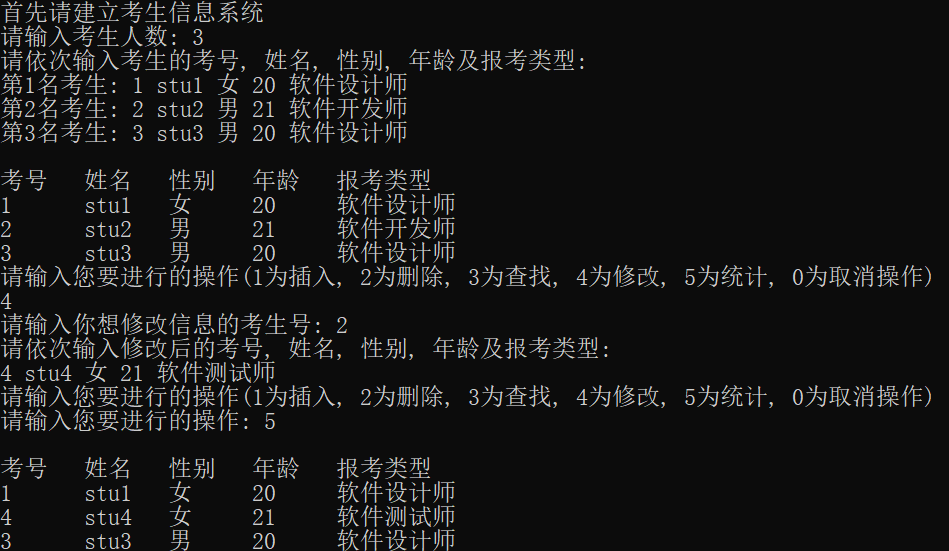 首先请建立考生信息系统
请输入考生人数: 3
请依次输入考生的考号, 姓名, 性别, 年龄及报考类型:
第1名考生: 1 stu1 女 20 软件设计师
第2名考生: 2 stu2 男 21 软件开发师
第3名考生: 3 stu3 男 20 软件设计师
考号 姓名 性别 年龄 报考类型
1 stu1 女 20 软件设计师
2 stu2 男 21 软件开发师
3 stu3 男 20 软件设计师
请输入您要进行的操作(1为插入, 2为删除, 3为查找, 4为修改, 5为统计, 0为取消操作)
4
请输入你想修改信息的考生号: 2
请依次输入修改后的考号, 姓名, 性别, 年龄及报考类型:
4 stu4 女 21 软件测试师
请输入您要进行的操作(1为插入, 2为删除, 3为查找, 4为修改, 5为统计, 0为取消操作)
请输入您要进行的操作: 5
考号 姓名 性别 年龄 报考类型
1 stu1 女 20 软件设计师
4 stu4 女 21 软件测试师
3 stu3 男 20 软件设计师